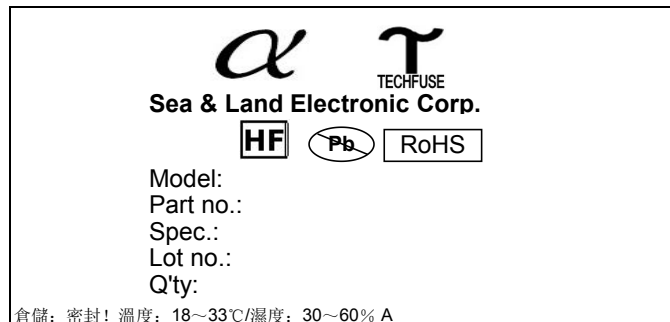 α
TECHFUSE
Sea & Land Electronic Corp.
HF Pb RoHS
Model:
Part no.:
Spec.:
Lot no.:
Q'ty:
倉儲：密封！溫度：18～33℃/濕度：30～60% A